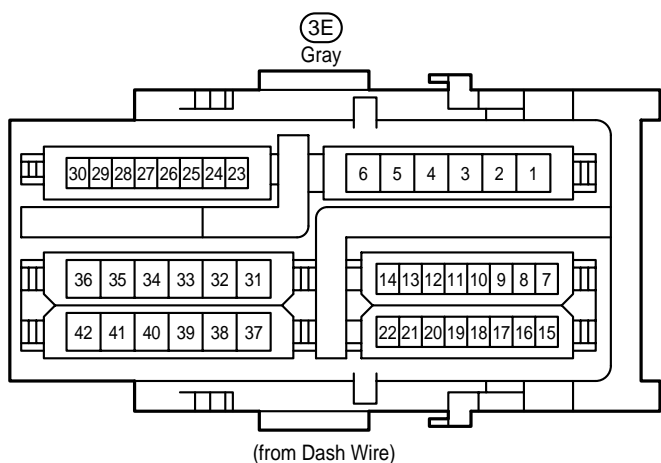 3E
Gray
30 29 28 27 26 25 24 23
6 5 4 3 2 1
36 35 34 33 32 31
14 13 12 11 10 9 8 7
42 41 40 39 38 37
22 21 20 19 18 17 16 15
(from Dash Wire)